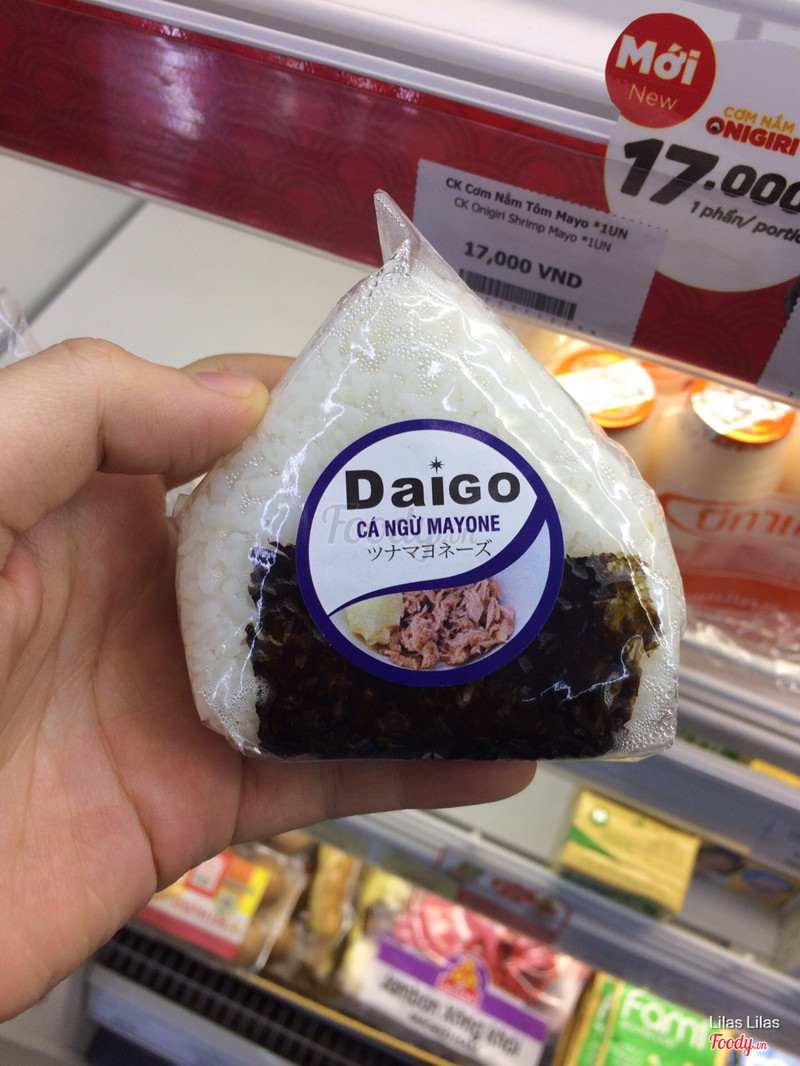 Mới
New
CƠM NẮM
ONIGIRI
17.000
1 phần/ portio
CK Cơm Nắm Tôm Mayo *1UN
CK Onigiri Shrimp Mayo *1UN
17,000 VND
DaiGo
CÁ NGỪ MAYONE
ツナマヨネーズ
Foody.vn
Fam
Lilas Lilas
Foody.vn